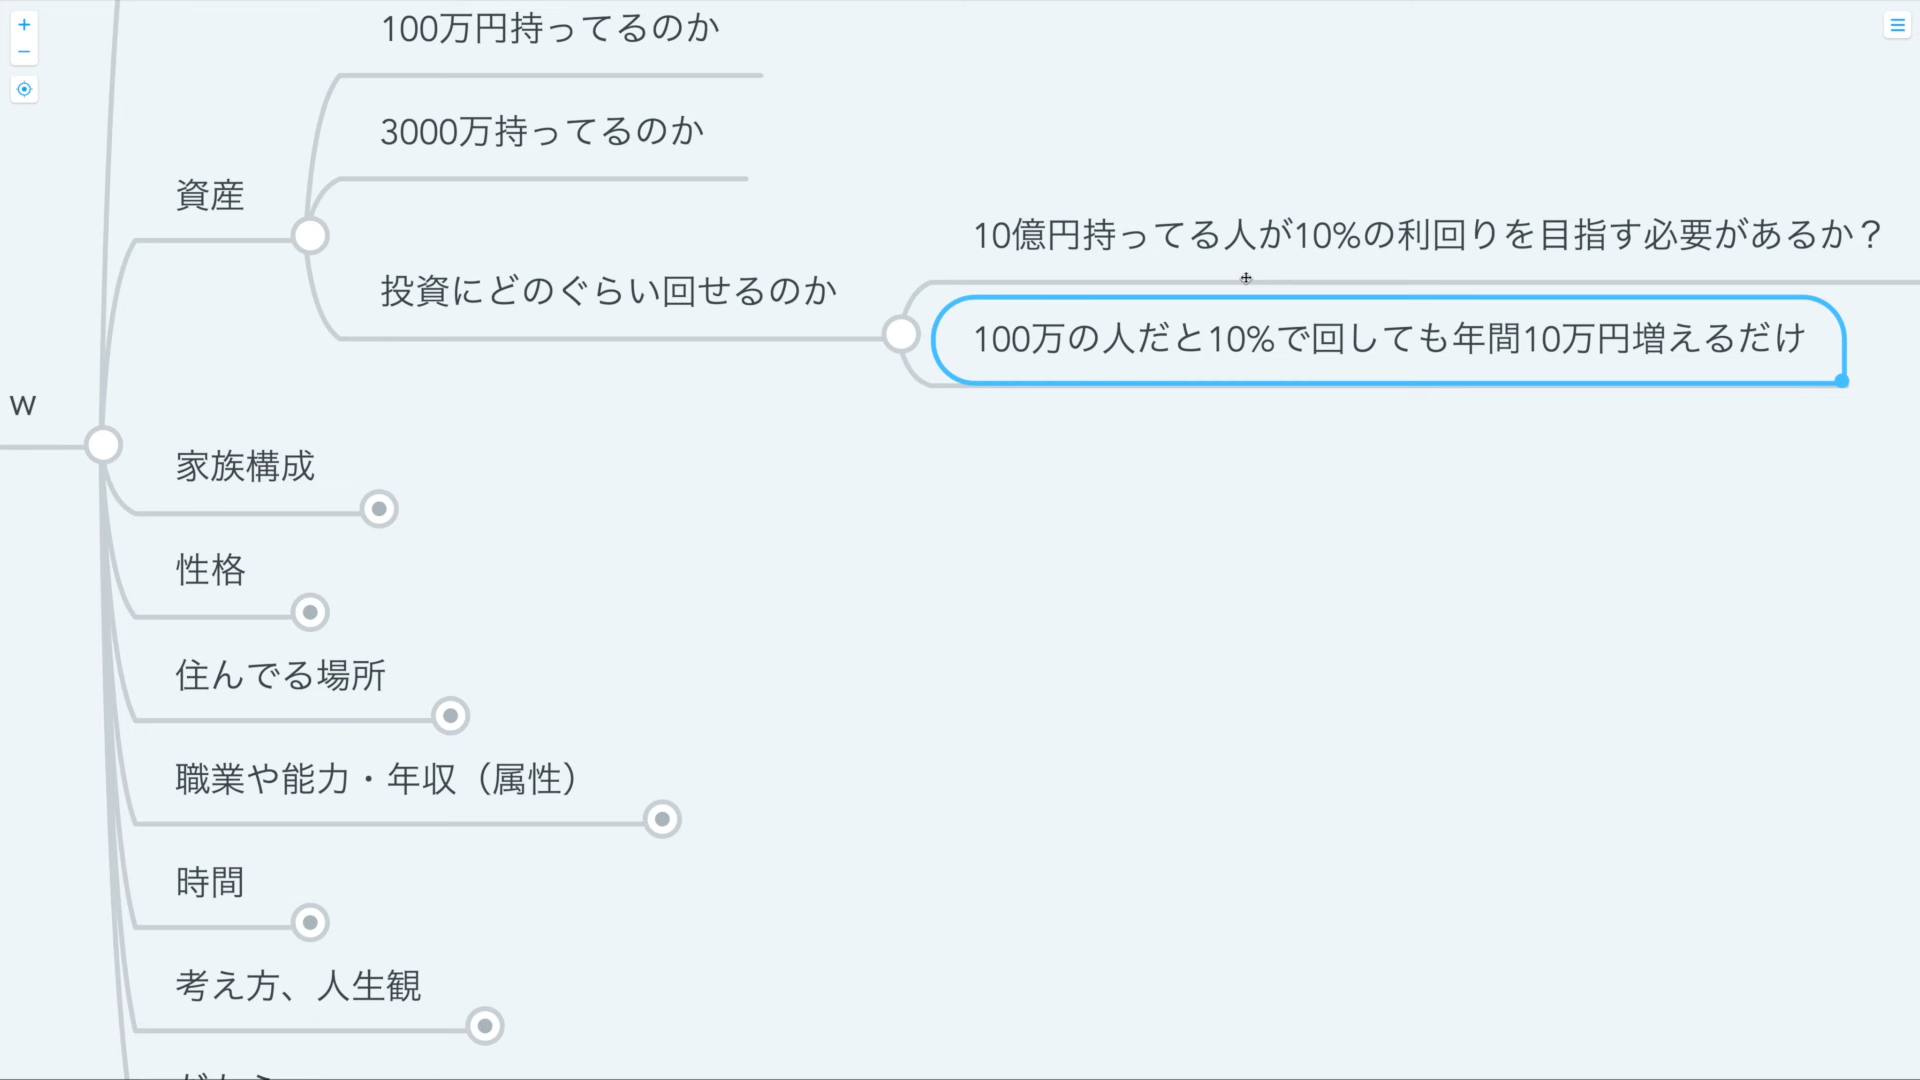 100万円持ってるのか
3000万持ってるのか
資産
10億円持ってる人が10%の利回りを目指す必要があるか？
投資にどのぐらい回せるのか
100万の人だと10%で回しても年間10万円増えるだけ
w
家族構成
性格
住んでる場所
職業や能力・年収（属性）
時間
考え方、人生観